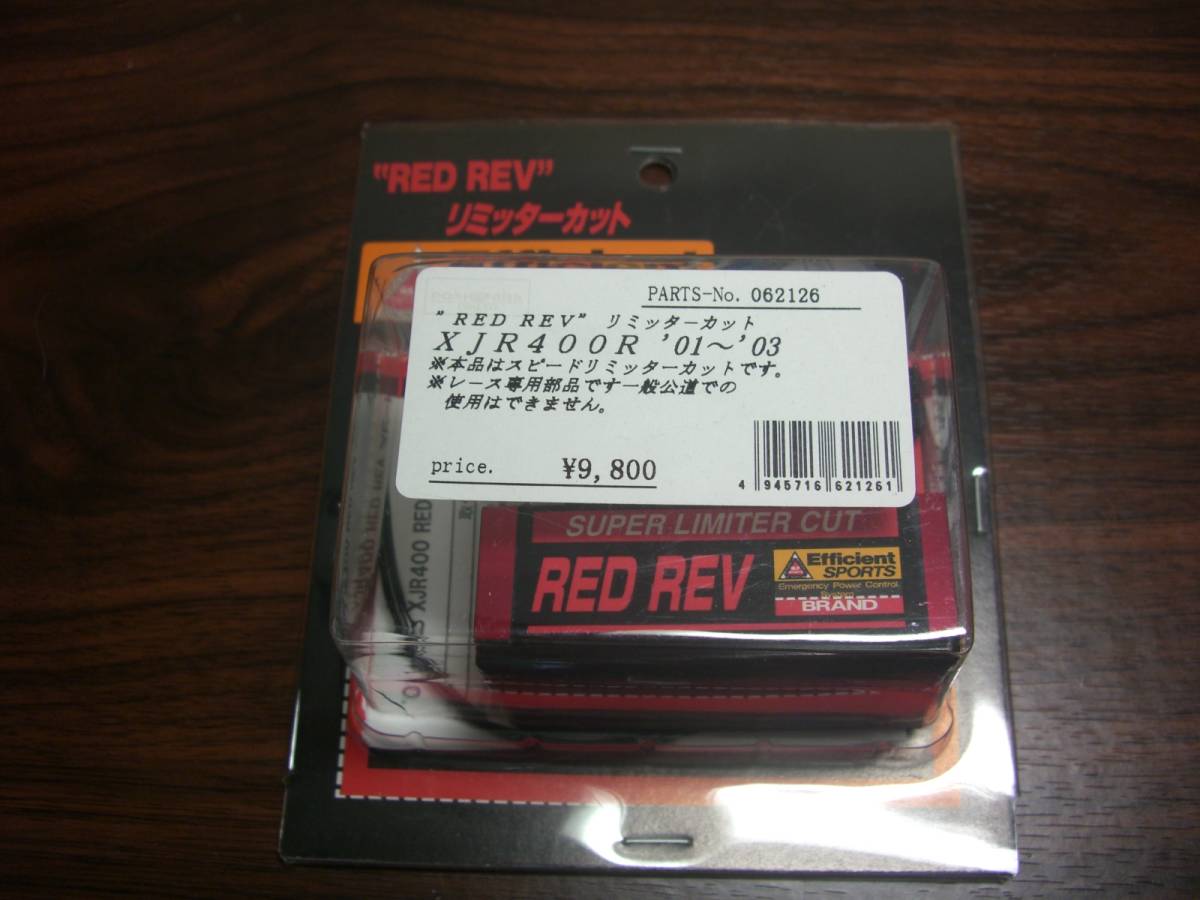 "RED REV"
リミッターカット
PARTS-No. 062126
"RED REV" リミッターカット
XJR400R '01〜'03
※本品はスピードリミッターカットです。
※レース専用部品です一般公道での
使用はできません。
price. ¥9,800
4 945716 621261
SUPER LIMITER CUT
RED REV
Efficient
SPORTS
Emergency Power Control
System
BRAND
XJR400 RED